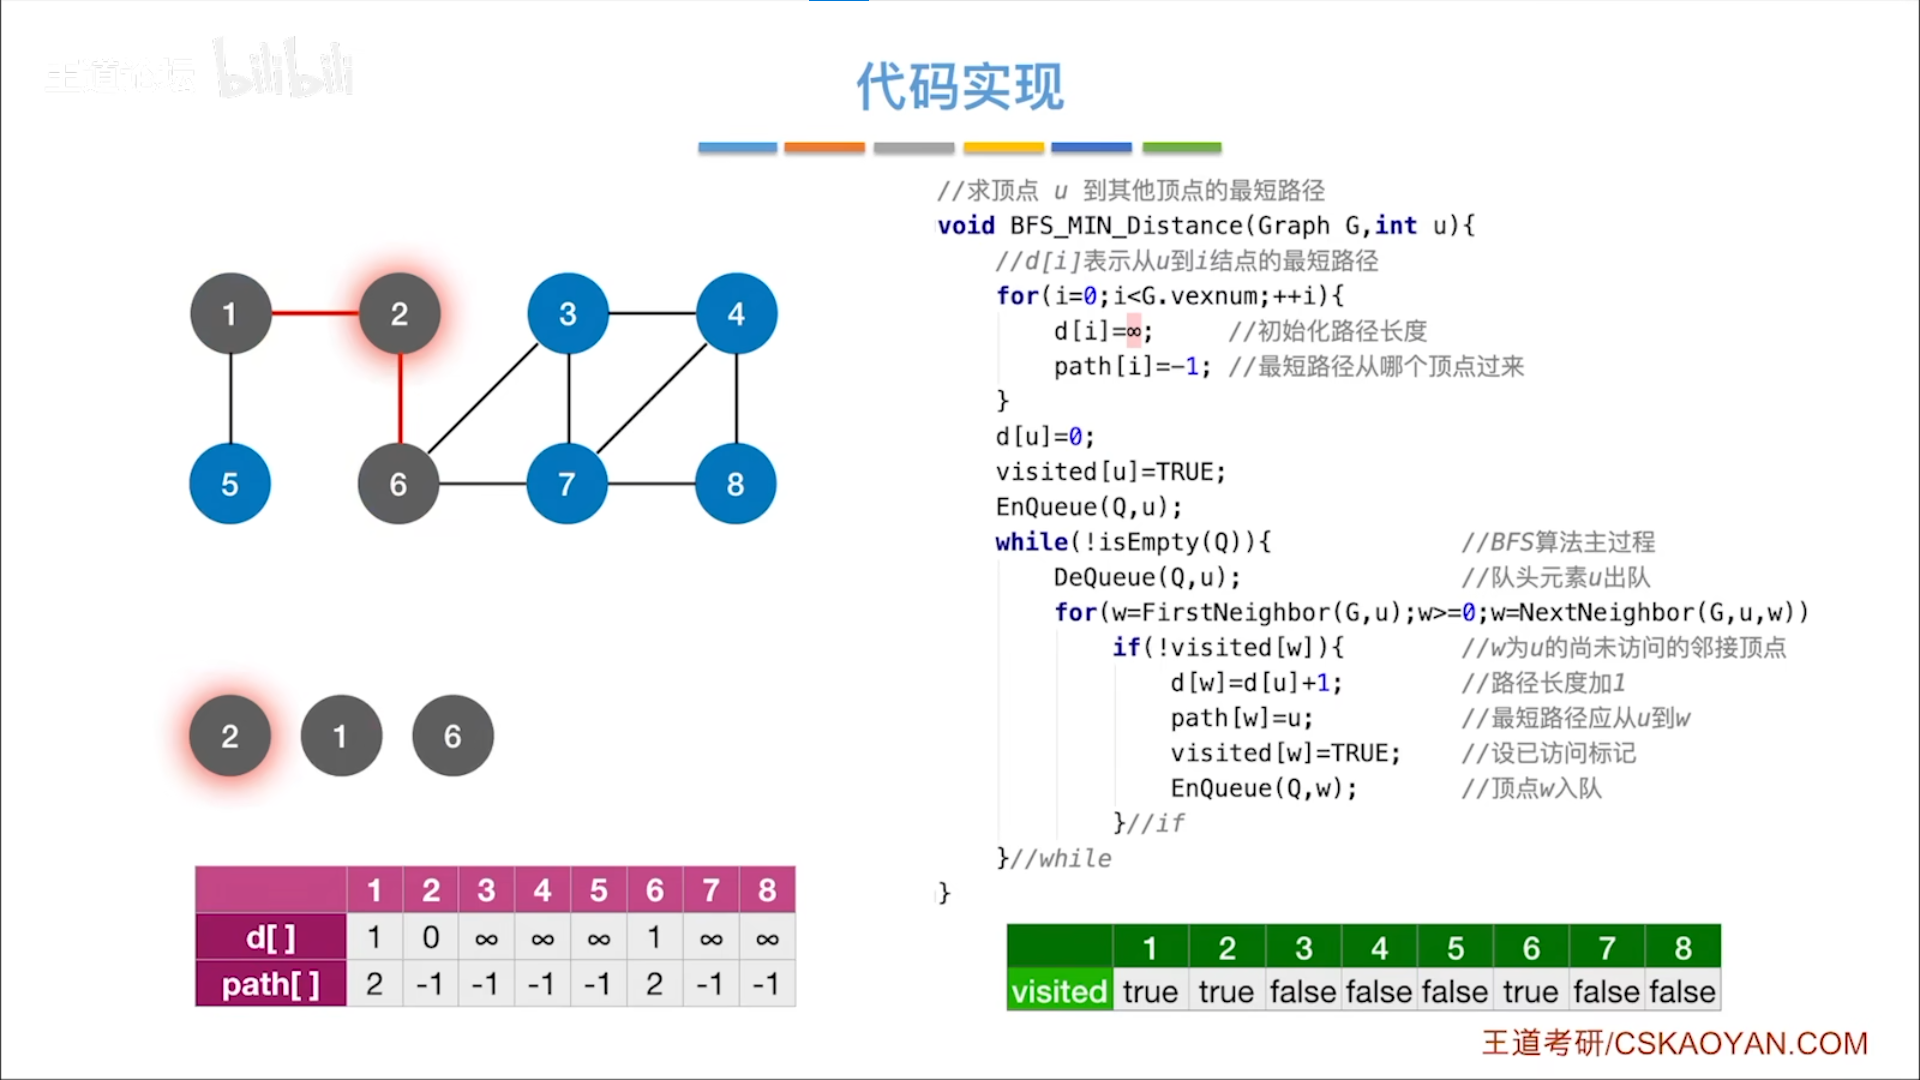 王道论坛 bilibili
代码实现
//求顶点 u 到其他顶点的最短路径
void BFS_MIN_Distance(Graph G,int u){
//d[i]表示从u到i结点的最短路径
for(i=0;i<G.vexnum;++i){
d[i]=∞; //初始化路径长度
path[i]=-1; //最短路径从哪个顶点过来
}
d[u]=0;
visited[u]=TRUE;
EnQueue(Q,u);
while(!isEmpty(Q)){ //BFS算法主过程
DeQueue(Q,u); //队头元素u出队
for(w=FirstNeighbor(G,u);w>=0;w=NextNeighbor(G,u,w))
if(!visited[w]){ //w为u的尚未访问的邻接顶点
d[w]=d[u]+1; //路径长度加1
path[w]=u; //最短路径应从u到w
visited[w]=TRUE; //设已访问标记
EnQueue(Q,w); //顶点w入队
}//if
}//while
}
1 2 3 4
5 6 7 8
2 1 6
1 2 3 4 5 6 7 8
d[ ] 1 0 ∞ ∞ ∞ 1 ∞ ∞
path[ ] 2 -1 -1 -1 -1 2 -1 -1
1 2 3 4 5 6 7 8
visited true true false false false true false false
王道考研/CSKAOYAN.COM